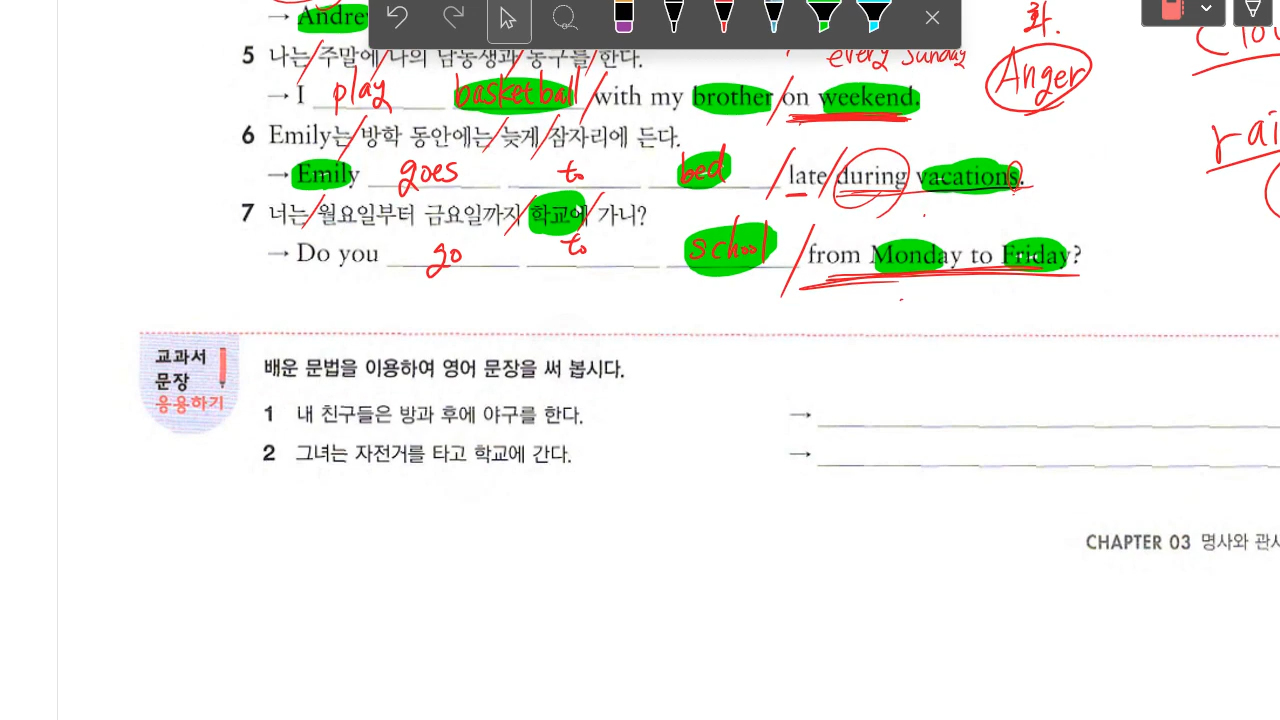 → Andre
화.
5 나는 주말에 나의 남동생과 농구를 한다.
every Sunday
Anger
→ I play basketball with my brother on weekend.
6 Emily는 방학 동안에는 늦게 잠자리에 든다.
rai
→ Emily goes to bed late during vacations.
7 너는 월요일부터 금요일까지 학교에 가니?
→ Do you go to school from Monday to Friday?
교과서
문장
응용하기
배운 문법을 이용하여 영어 문장을 써 봅시다.
1 내 친구들은 방과 후에 야구를 한다. →
2 그녀는 자전거를 타고 학교에 간다. →
CHAPTER 03 명사와 관사